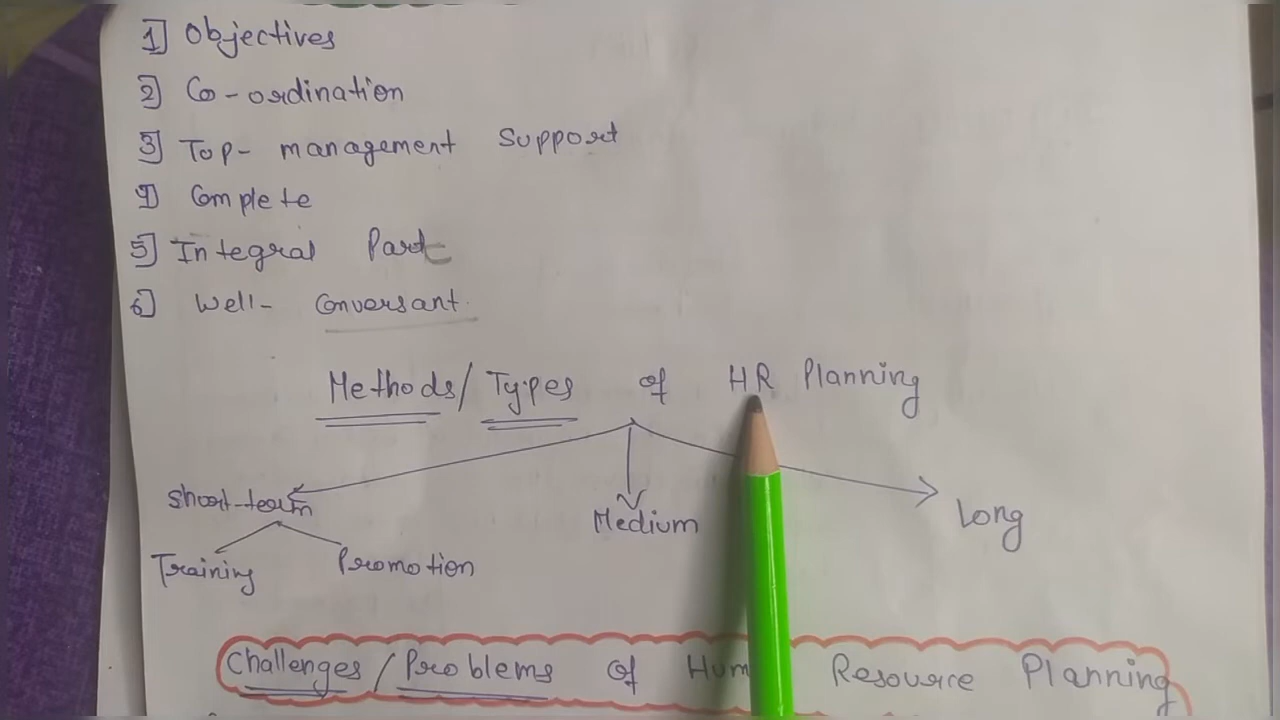 1] Objectives
2] Co-ordination
3] Top-management Support
4] Complete
5] Integral Part
6] Well-Conversant
Methods/Types of HR Planning
Short-term Medium Long
Training Promotion
Challenges/Problems of Resource Planning